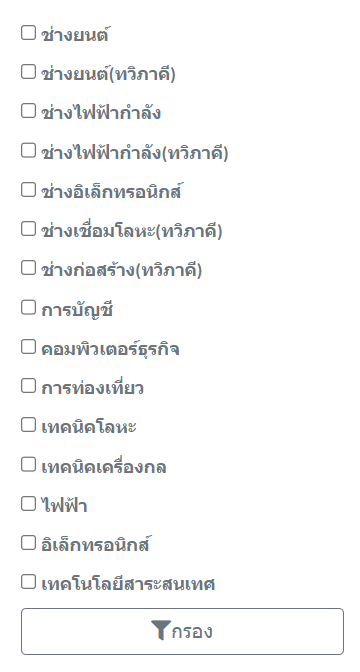 ช่างยนต์
ช่างยนต์(ทวิภาคี)
ช่างไฟฟ้ากำลัง
ช่างไฟฟ้ากำลัง(ทวิภาคี)
ช่างอิเล็กทรอนิกส์
ช่างเชื่อมโลหะ(ทวิภาคี)
ช่างก่อสร้าง(ทวิภาคี)
การบัญชี
คอมพิวเตอร์ธุรกิจ
การท่องเที่ยว
เทคนิคโลหะ
เทคนิคเครื่องกล
ไฟฟ้า
อิเล็กทรอนิกส์
เทคโนโลยีสาระสนเทศ
กรอง